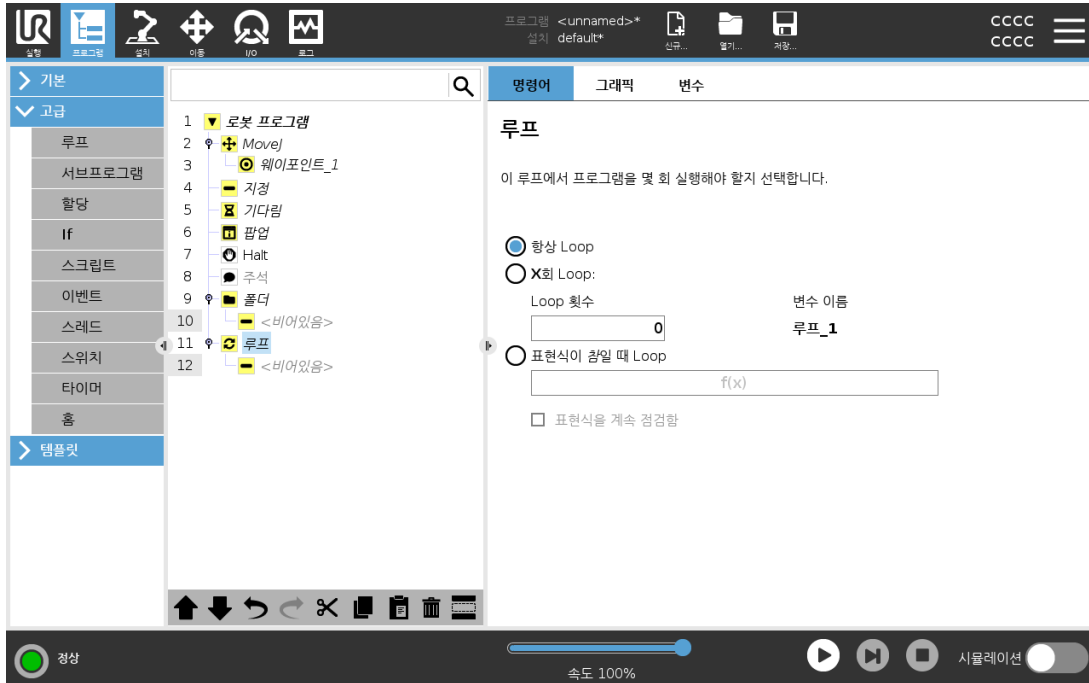 UR
실행
프로그램
설치
이동
I/O
로그
프로그램 <unnamed>*
설치 default*
신규...
열기...
저장...
CCCC
CCCC
기본
고급
루프
서브프로그램
할당
If
스크립트
이벤트
스레드
스위치
타이머
홈
템플릿
1 로봇 프로그램
2 MoveJ
3 웨이포인트_1
4 지정
5 기다림
6 팝업
7 Halt
8 주석
9 폴더
10 <비어있음>
11 루프
12 <비어있음>
명령어 그래픽 변수
루프
이 루프에서 프로그램을 몇 회 실행해야 할지 선택합니다.
항상 Loop
X회 Loop:
Loop 횟수 변수 이름
0 루프_1
표현식이 참일 때 Loop
f(x)
표현식을 계속 점검함
정상
속도 100%
시뮬레이션